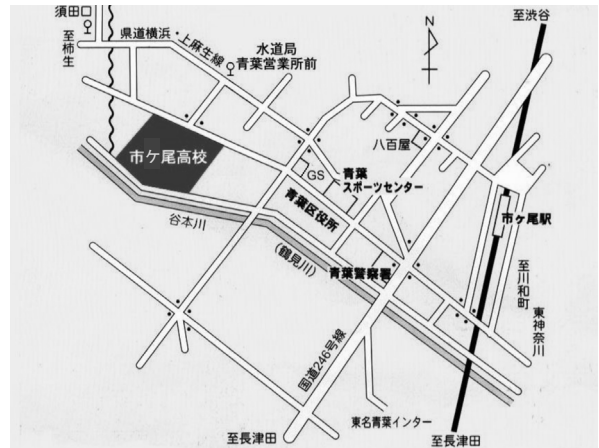 須田口
至柿生
県道横浜・上麻生線
水道局
青葉営業所前
N
至渋谷
八百屋
市ケ尾高校
GS
青葉
スポーツセンター
青葉区役所
市ヶ尾駅
谷本川
(鶴見川)
青葉警察署
至川和町
東神奈川
国道246号線
東名青葉インター
至長津田
至長津田